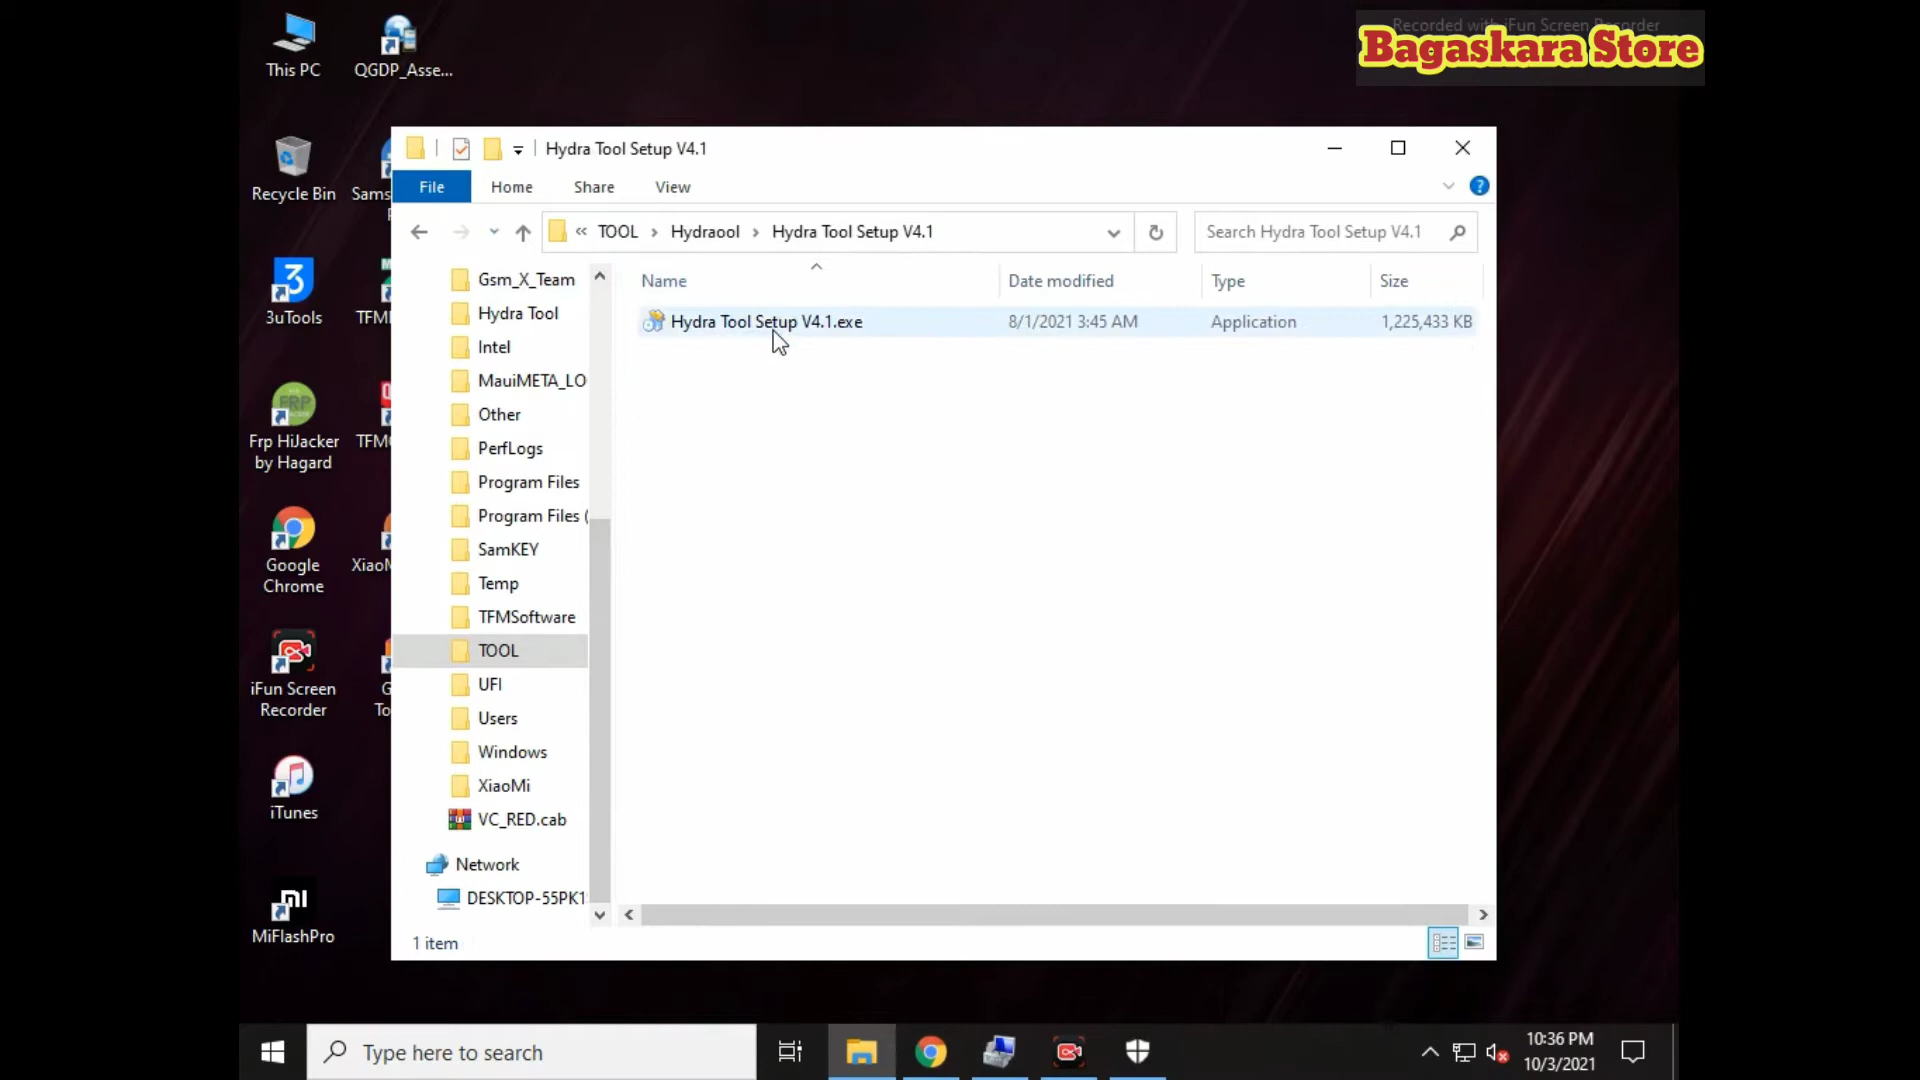 Recorded with iFun Screen Recorder
Bagaskara Store
This PC
QGDP_Asse...
Recycle Bin
Sams
3uTools
TFM
Frp HiJacker
by Hagard
TFM
Google
Chrome
Xiao
iFun Screen
Recorder
G
To
iTunes
MiFlashPro
Hydra Tool Setup V4.1
File
Home
Share
View
TOOL
Hydraool
Hydra Tool Setup V4.1
Search Hydra Tool Setup V4.1
Gsm_X_Team
Hydra Tool
Intel
MauiMETA_LO
Other
PerfLogs
Program Files
Program Files (
SamKEY
Temp
TFMSoftware
TOOL
UFI
Users
Windows
XiaoMi
VC_RED.cab
Network
DESKTOP-55PK1
Name
Date modified
Type
Size
Hydra Tool Setup V4.1.exe
8/1/2021 3:45 AM
Application
1,225,433 KB
1 item
Type here to search
10:36 PM
10/3/2021